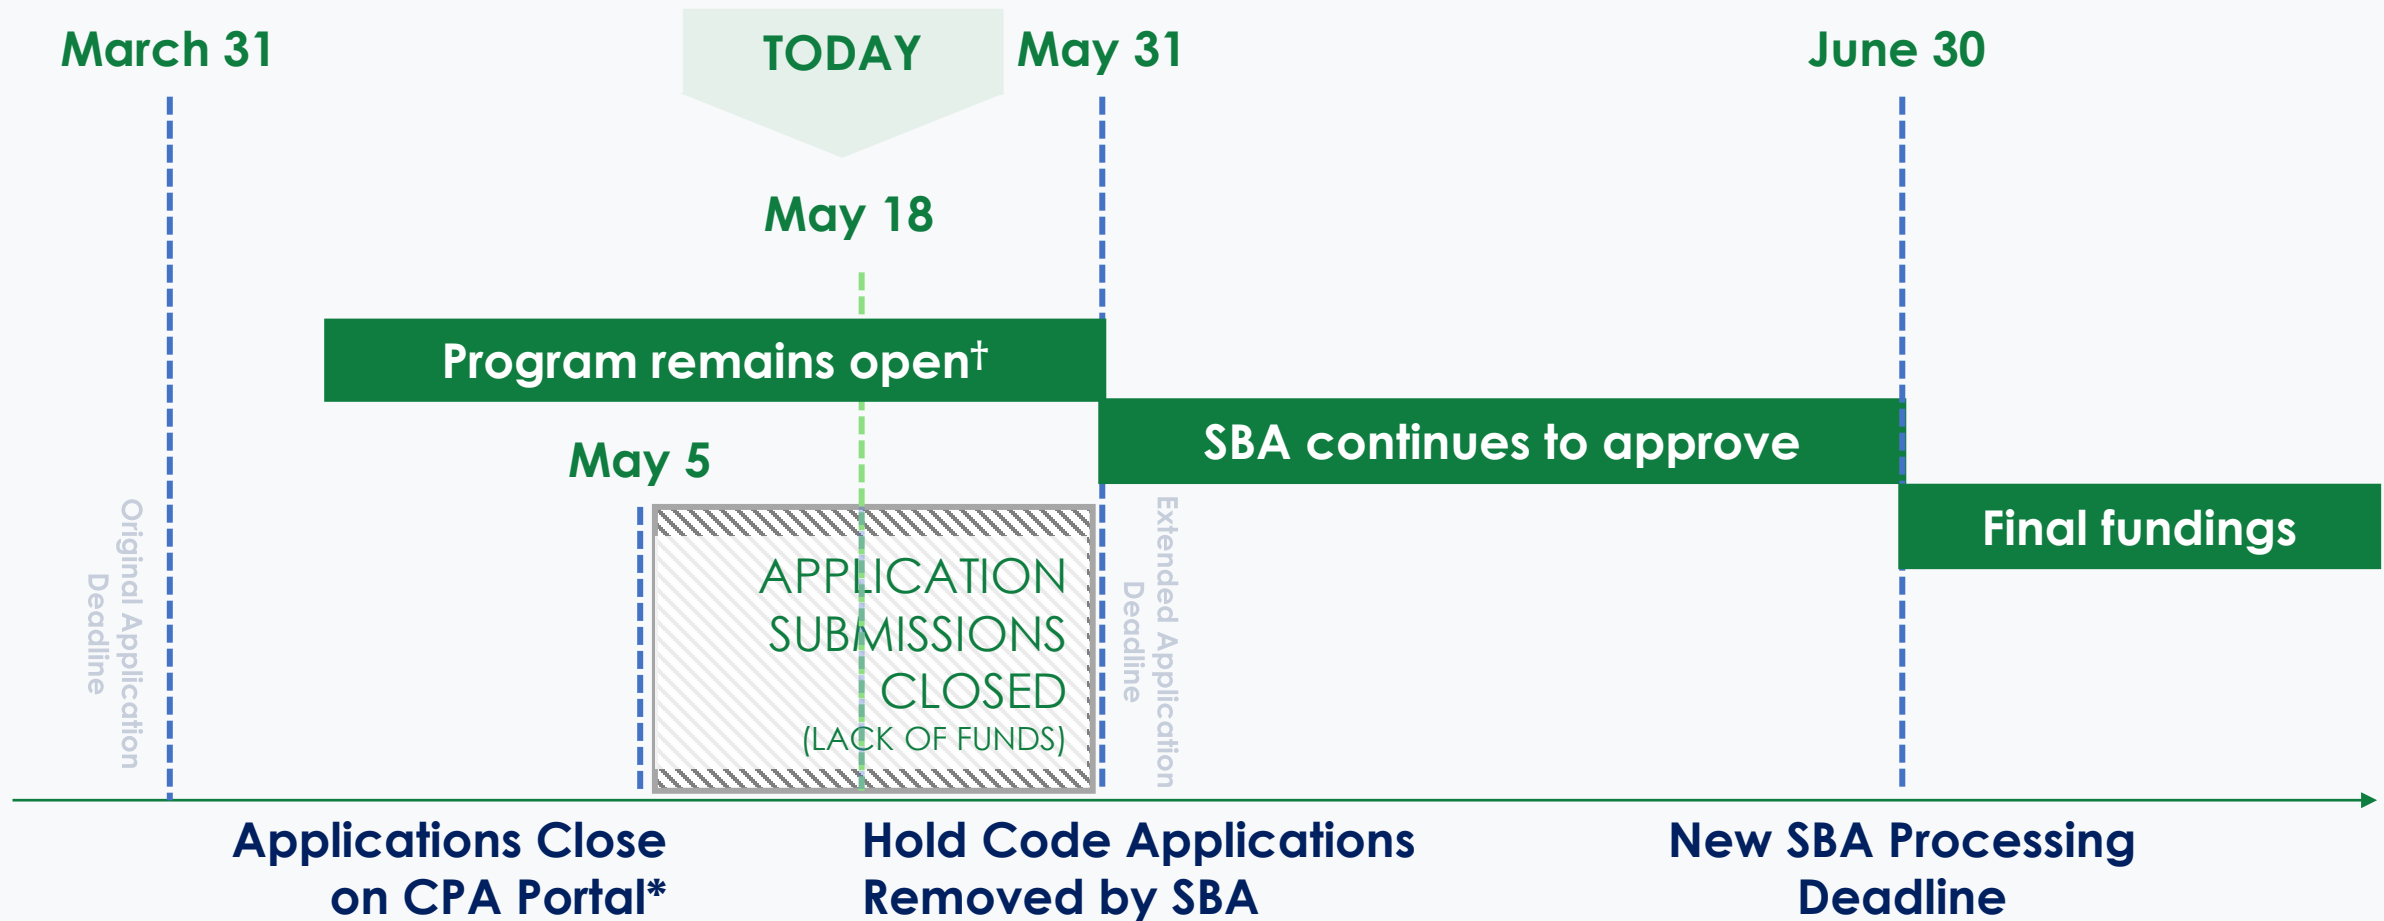 March 31
TODAY
May 31
June 30
May 18
Program remains open†
SBA continues to approve
May 5
Final fundings
Original Application
Deadline
APPLICATION
SUBMISSIONS
CLOSED
(LACK OF FUNDS)
Extended Application
Deadline
Applications Close
on CPA Portal*
Hold Code Applications
Removed by SBA
New SBA Processing
Deadline